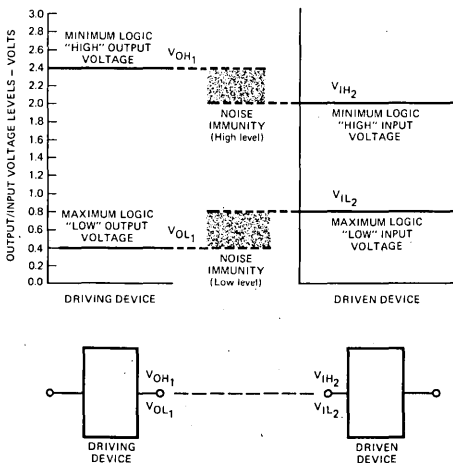 OUTPUT/INPUT VOLTAGE LEVELS – VOLTS
3.0
2.8
2.6
2.4
2.2
2.0
1.8
1.6
1.4
1.2
1.0
0.8
0.6
0.4
0.2
0.0
MINIMUM LOGIC
"HIGH" OUTPUT
VOLTAGE
VOH1
NOISE
IMMUNITY
(High level)
VIH2
MINIMUM LOGIC
"HIGH" INPUT
VOLTAGE
MAXIMUM LOGIC
"LOW" OUTPUT
VOLTAGE
VOL1
NOISE
IMMUNITY
(Low level)
VIL2
MAXIMUM LOGIC
"LOW" INPUT
VOLTAGE
DRIVING DEVICE
DRIVEN DEVICE
VOH1
VOL1
VIH2
VIL2
DRIVING
DEVICE
DRIVEN
DEVICE